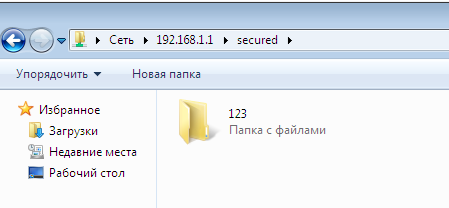 Сеть 192.168.1.1 secured
Упорядочить Новая папка
Избранное
Загрузки
Недавние места
Рабочий стол
123
Папка с файлами